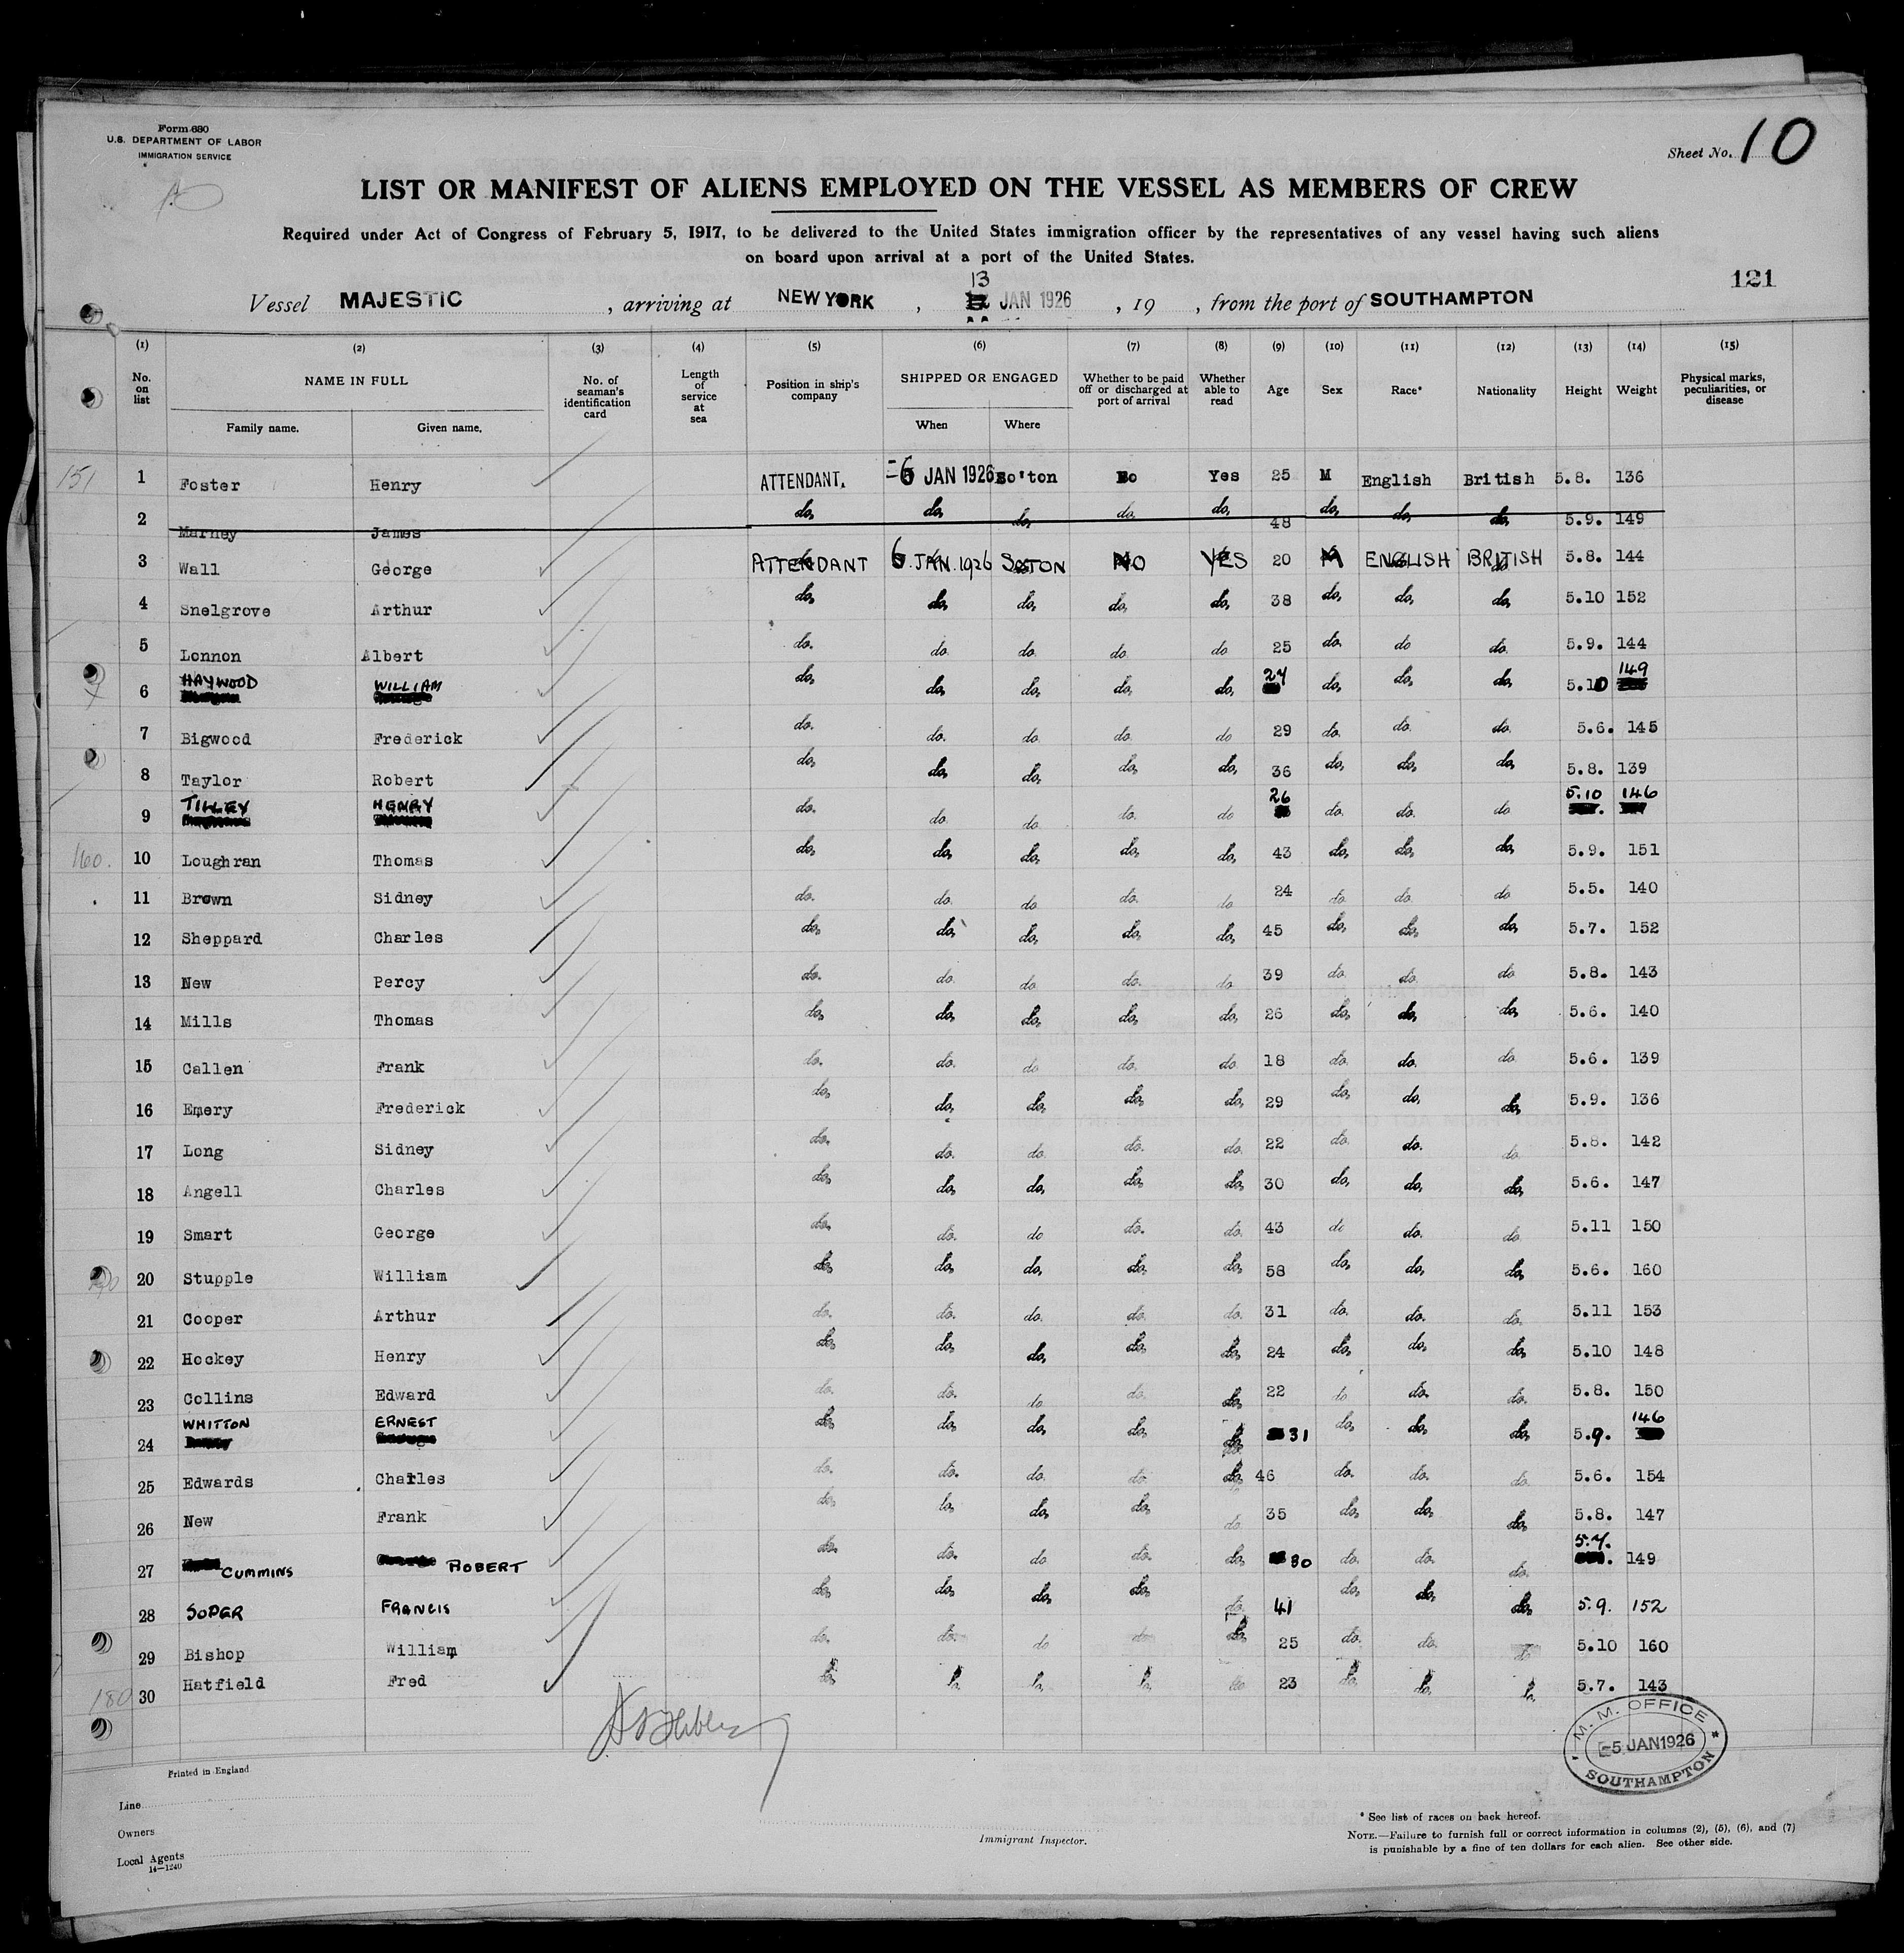 Form 680
U.S. DEPARTMENT OF LABOR
IMMIGRATION SERVICE
Sheet No. 10
LIST OR MANIFEST OF ALIENS EMPLOYED ON THE VESSEL AS MEMBERS OF CREW
Required under Act of Congress of February 5, 1917, to be delivered to the United States immigration officer by the representatives of any vessel having such aliens
on board upon arrival at a port of the United States.
121
Vessel MAJESTIC, arriving at NEW YORK, 13 JAN 1926, 19 , from the port of SOUTHAMPTON
(1) (2) (3) (4) (5) (6) (7) (8) (9) (10) (11) (12) (13) (14) (15)
No. on list NAME IN FULL Family name. Given name. No. of seaman's identification card Length of service at sea Position in ship's company SHIPPED OR ENGAGED When Where Whether to be paid off or discharged at port of arrival Whether able to read Age Sex Race* Nationality Height Weight Physical marks, peculiarities, or disease
151 1 Foster Henry ATTENDANT. -6 JAN 1926 So'ton No Yes 25 M English British 5.8. 136
2 Marney James do. do. do. do. do. 48 do. do. do. 5.9. 149
3 Wall George ATTENDANT 6 JAN. 1926 SOTON NO YES 20 M ENGLISH BRITISH 5.8. 144
4 Snelgrove Arthur do. do. do. do. do. 38 do. do. do. 5.10 152
5 Lonnon Albert do. do. do. do. do 25 do. do do. 5.9. 144
6 HAYWOOD WILLIAM do. do. do. do. do. 24 do. do. do. 5.10 149
7 Bigwood Frederick do. do. do. do. do 29 do. do. do. 5.6. 145
8 Taylor Robert do. do. do. do. do. 36 do. do. do. 5.8. 139
9 TILLEY HENRY do. do. do. do. do 26 do. do. do 5.10 146
160. 10 Loughran Thomas do. do. do. do. do. 43 do. do. do. 5.9. 151
11 Brown Sidney do. do. do. do. do 24 do. do. do 5.5. 140
12 Sheppard Charles do. do. do. do. do. 45 do. do. do. 5.7. 152
13 New Percy do. do. do. do. do 39 do. do. do 5.8. 143
14 Mills Thomas do. do. do. do. do. 26 do. do. do. 5.6. 140
15 Callen Frank do. do. do do. do. 18 do. do. do. 5.6. 139
16 Emery Frederick do. do. do. do. do. 29 do. do. do. 5.9. 136
17 Long Sidney do. do. do. do. do. 22 do. do. do. 5.8. 142
18 Angell Charles do. do. do. do. do. 30 do. do. do. 5.6. 147
19 Smart George do. do. do do. do. 43 do do. do. 5.11 150
20 Stupple William do. do. do. do. do. 58 do. do. do. 5.6. 160
21 Cooper Arthur do. do. do. do. do. 31 do. do. do. 5.11 153
22 Hockey Henry do. do. do. do. do. 24 do. do. do. 5.10 148
23 Collins Edward do. do. do do. do. 22 do do. do. 5.8. 150
24 WHITTON ERNEST do. do. do. do. do. 31 do. do. do. 5.9. 146
25 Edwards Charles do. do. do. do. do. 46 do. do. do. 5.6. 154
26 New Frank do. do. do. do. do. 35 do. do. do. 5.8. 147
27 CUMMINS ROBERT do. do. do do. do. 30 do. do. do. 5.7. 149
28 SOPER FRANCIS do. do. do. do. do. 41 do. do. do. 5.9. 152
29 Bishop William do. do. do do. do. 25 do. do. 5.10 160
180 30 Hatfield Fred do. do. do. do. do 23 do. do. do. 5.7. 143
M. M. OFFICE
-5 JAN 1926
SOUTHAMPTON
Printed in England
Line
Owners
Local Agents
14—1240
Immigrant Inspector.
* See list of races on back hereof.
NOTE.—Failure to furnish full or correct information in columns (2), (5), (6), and (7)
is punishable by a fine of ten dollars for each alien. See other side.